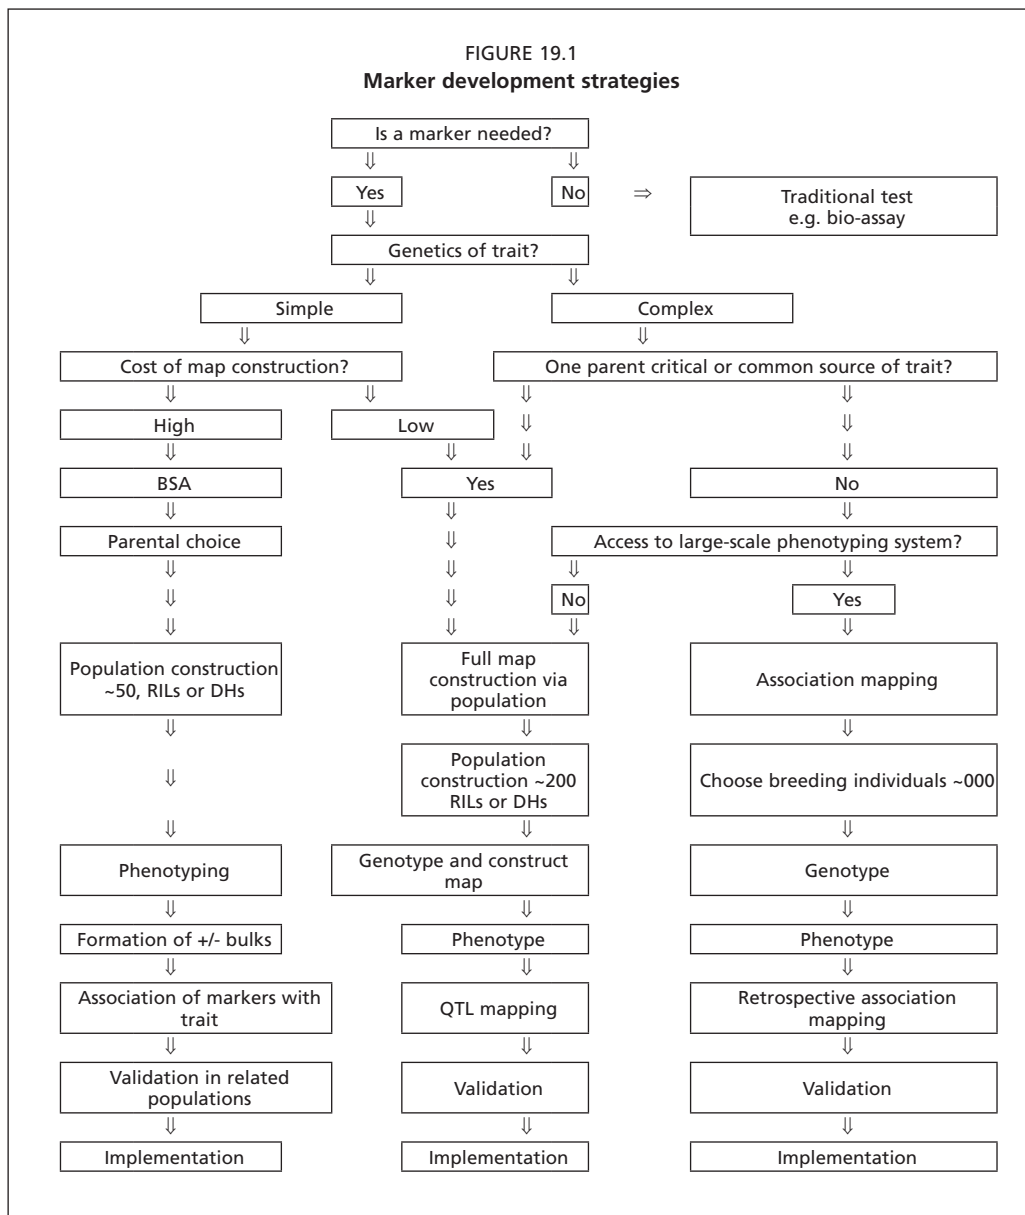 FIGURE 19.1
Marker development strategies
Is a marker needed?
⇓ ⇓
Yes No ⇒ Traditional test
e.g. bio-assay
⇓
Genetics of trait?
⇓ ⇓
Simple Complex
⇓ ⇓
Cost of map construction? One parent critical or common source of trait?
⇓ ⇓ ⇓ ⇓
High Low ⇓ ⇓
⇓ ⇓ ⇓ ⇓
BSA Yes No
⇓ ⇓ ⇓
Parental choice ⇓ Access to large-scale phenotyping system?
⇓ ⇓ ⇓ ⇓
⇓ ⇓ No Yes
⇓ ⇓ ⇓ ⇓
Population construction
~50, RILs or DHs
Full map
construction via
population
Association mapping
⇓ ⇓ ⇓
⇓
Population
construction ~200
RILs or DHs
Choose breeding individuals ~000
⇓ ⇓ ⇓
Phenotyping
Genotype and construct
map
Genotype
⇓ ⇓ ⇓
Formation of +/- bulks Phenotype Phenotype
⇓ ⇓ ⇓
Association of markers with
trait
QTL mapping
Retrospective association
mapping
⇓ ⇓ ⇓
Validation in related
populations
Validation
Validation
⇓ ⇓ ⇓
Implementation Implementation Implementation